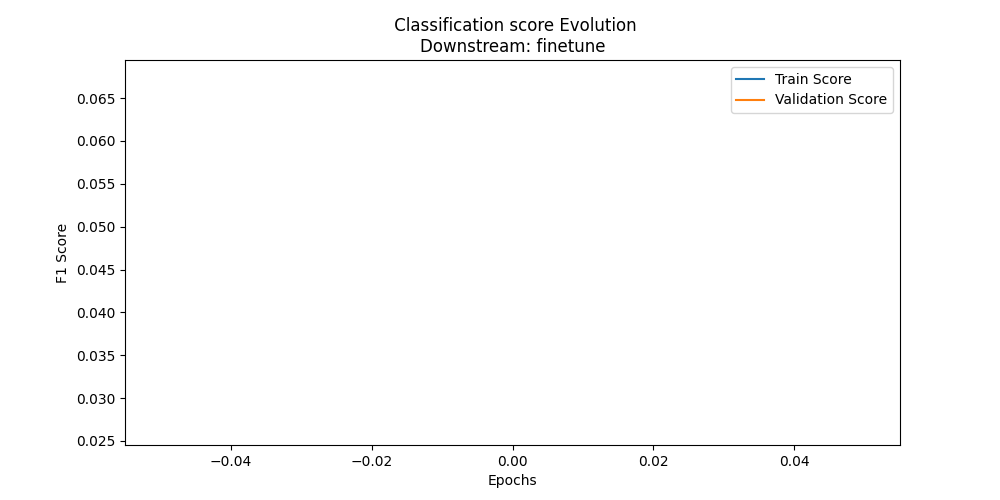 Classification score Evolution
Downstream: finetune
Train Score
Validation Score
F1 Score
0.065
0.060
0.055
0.050
0.045
0.040
0.035
0.030
0.025
−0.04
−0.02
0.00
0.02
0.04
Epochs